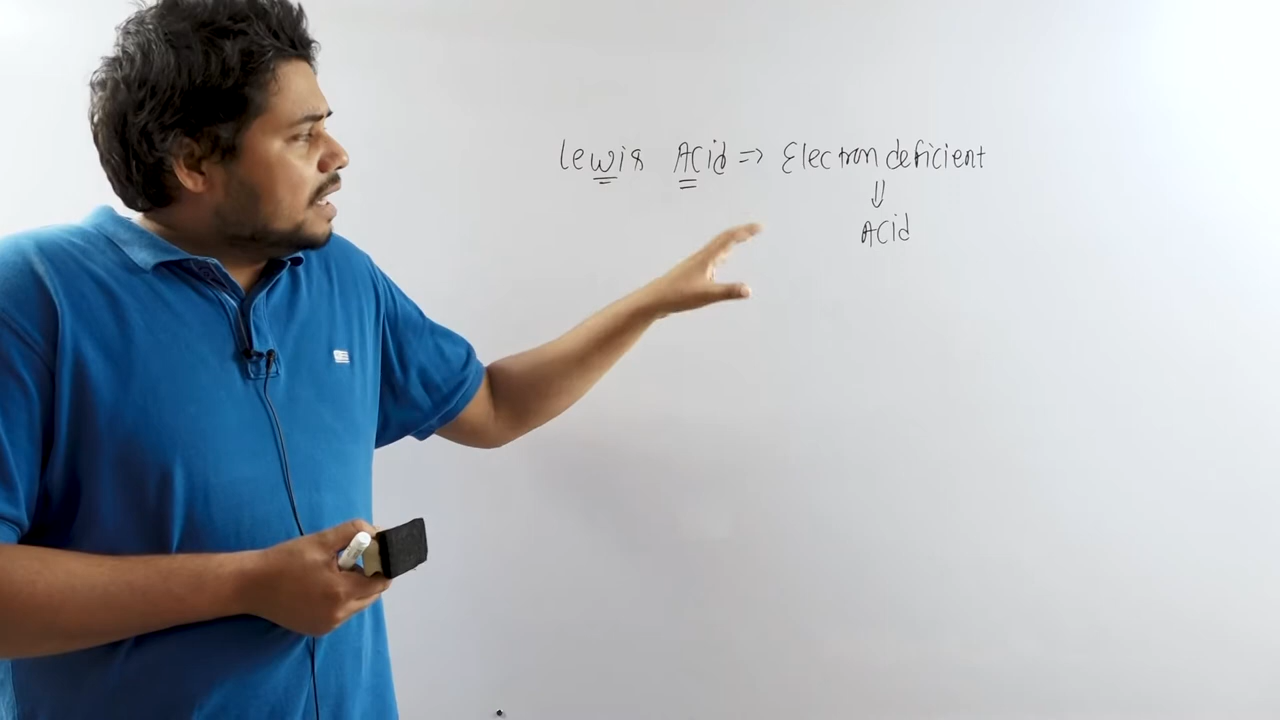 Lewis Acid => Electron deficient
⇓
Acid